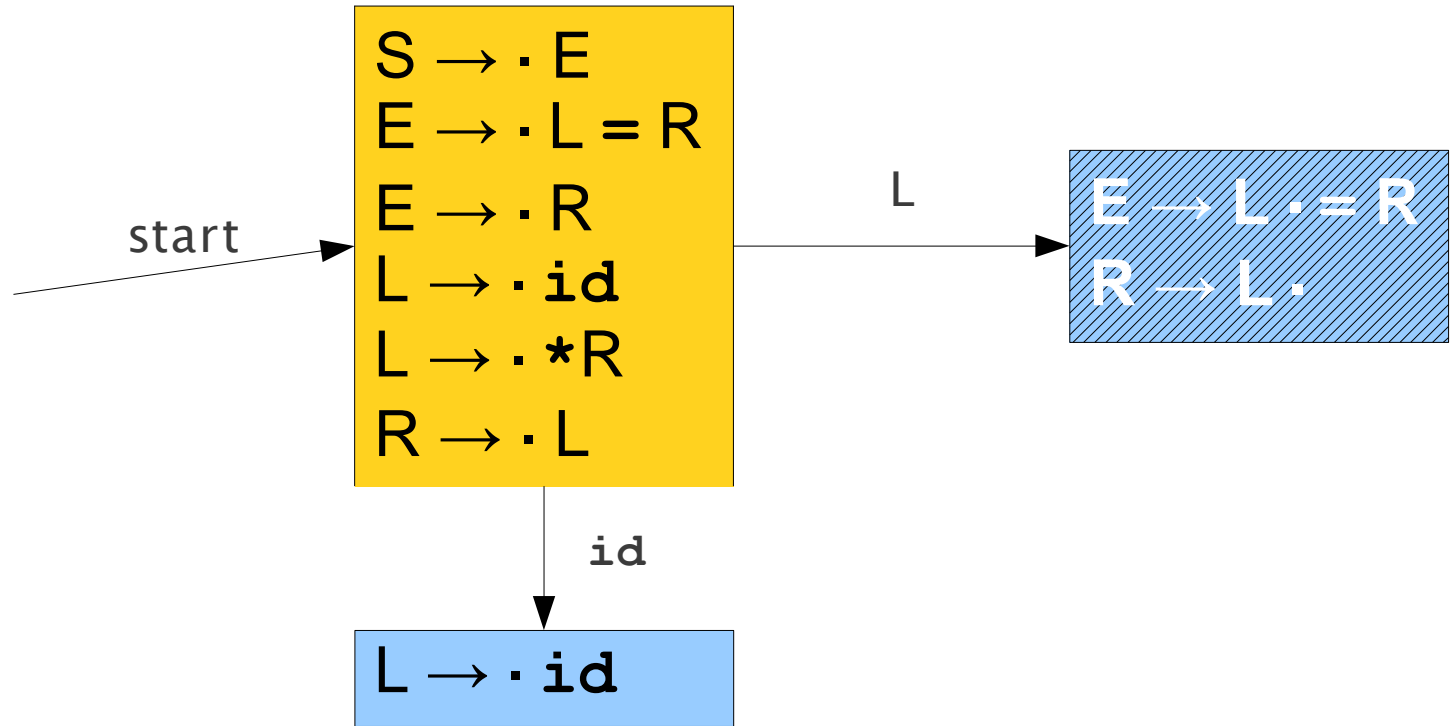 start
S → · E
E → · L = R
E → · R
L → · id
L → · *R
R → · L
L
E → L · = R
R → L ·
id
L → · id